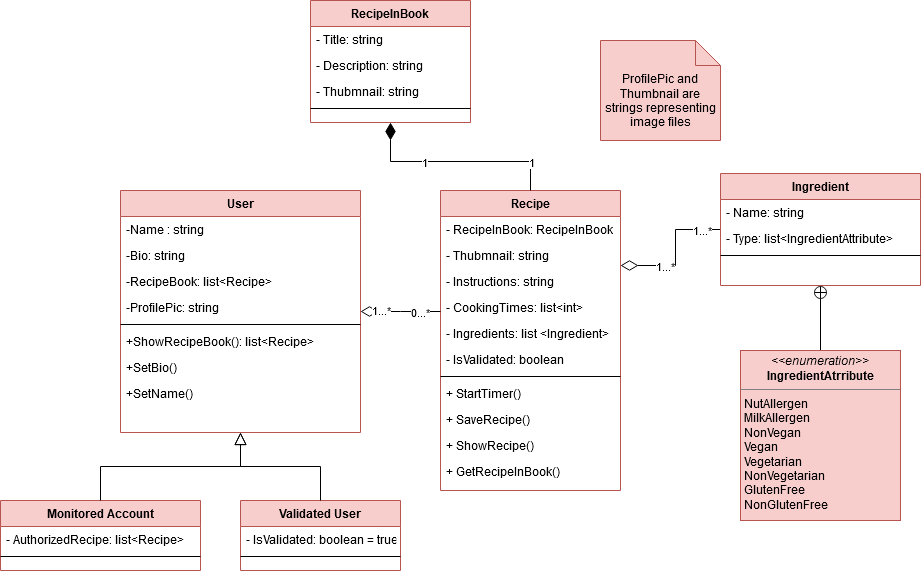 RecipeInBook
- Title: string
- Description: string
- Thubmnail: string
ProfilePic and
Thumbnail are
strings representing
image files
1
1
User
-Name : string
-Bio: string
-RecipeBook: list<Recipe>
-ProfilePic: string
+ShowRecipeBook(): list<Recipe>
+SetBio()
+SetName()
1...*
0...*
Recipe
- RecipeInBook: RecipeInBook
- Thubmnail: string
- Instructions: string
- CookingTimes: list<int>
- Ingredients: list <Ingredient>
- IsValidated: boolean
+ StartTimer()
+ SaveRecipe()
+ ShowRecipe()
+ GetRecipeInBook()
1...*
1...*
Ingredient
- Name: string
- Type: list<IngredientAttribute>
<<enumeration>>
IngredientAtrribute
NutAllergen
MilkAllergen
NonVegan
Vegan
Vegetarian
NonVegetarian
GlutenFree
NonGlutenFree
Monitored Account
- AuthorizedRecipe: list<Recipe>
Validated User
- IsValidated: boolean = true